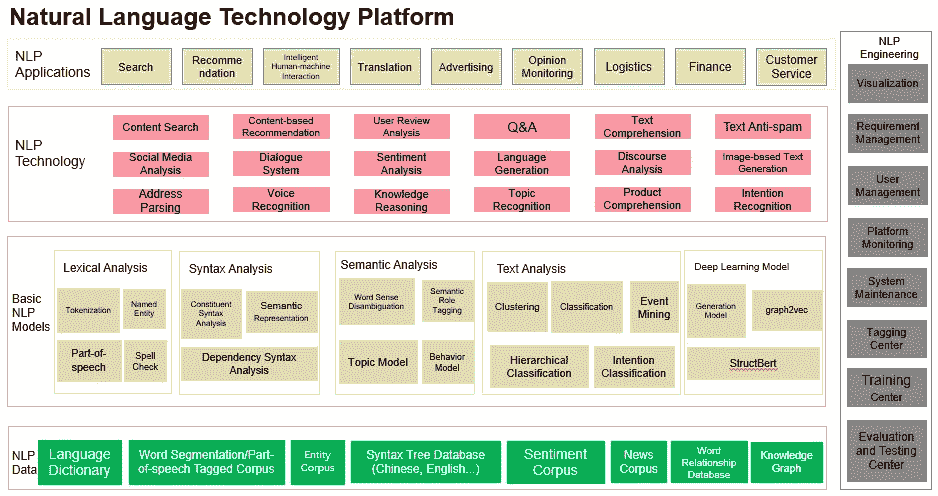 Natural Language Technology Platform
NLP
Applications
Search
Recomme
ndation
Intelligent
Human-machine
Interaction
Translation
Advertising
Opinion
Monitoring
Logistics
Finance
Customer
Service
NLP
Technology
Content Search
Content-based
Recommendation
User Review
Analysis
Q&A
Text
Comprehension
Text Anti-spam
Social Media
Analysis
Dialogue
System
Sentiment
Analysis
Language
Generation
Discourse
Analysis
Image-based Text
Generation
Address
Parsing
Voice
Recognition
Knowledge
Reasoning
Topic
Recognition
Product
Comprehension
Intention
Recognition
Basic
NLP
Models
Lexical Analysis
Tokenization
Named
Entity
Part-of-
speech
Spell
Check
Syntax Analysis
Constituent
Syntax
Analysis
Semantic
Representation
Dependency Syntax
Analysis
Semantic Analysis
Word Sense
Disambiguation
Semantic
Role
Tagging
Topic Model
Behavior
Model
Text Analysis
Clustering
Classification
Event
Mining
Hierarchical
Classification
Intention
Classification
Deep Learning Model
Generation
Model
graph2vec
StructBert
NLP
Data
Language
Dictionary
Word Segmentation/Part-
of-speech Tagged Corpus
Entity
Corpus
Syntax Tree Database
(Chinese, English...)
Sentiment
Corpus
News
Corpus
Word
Relationship
Database
Knowledge
Graph
NLP
Engineering
Visualization
Requirement
Management
User
Management
Platform
Monitoring
System
Maintenance
Tagging
Center
Training
Center
Evaluation
and Testing
Center